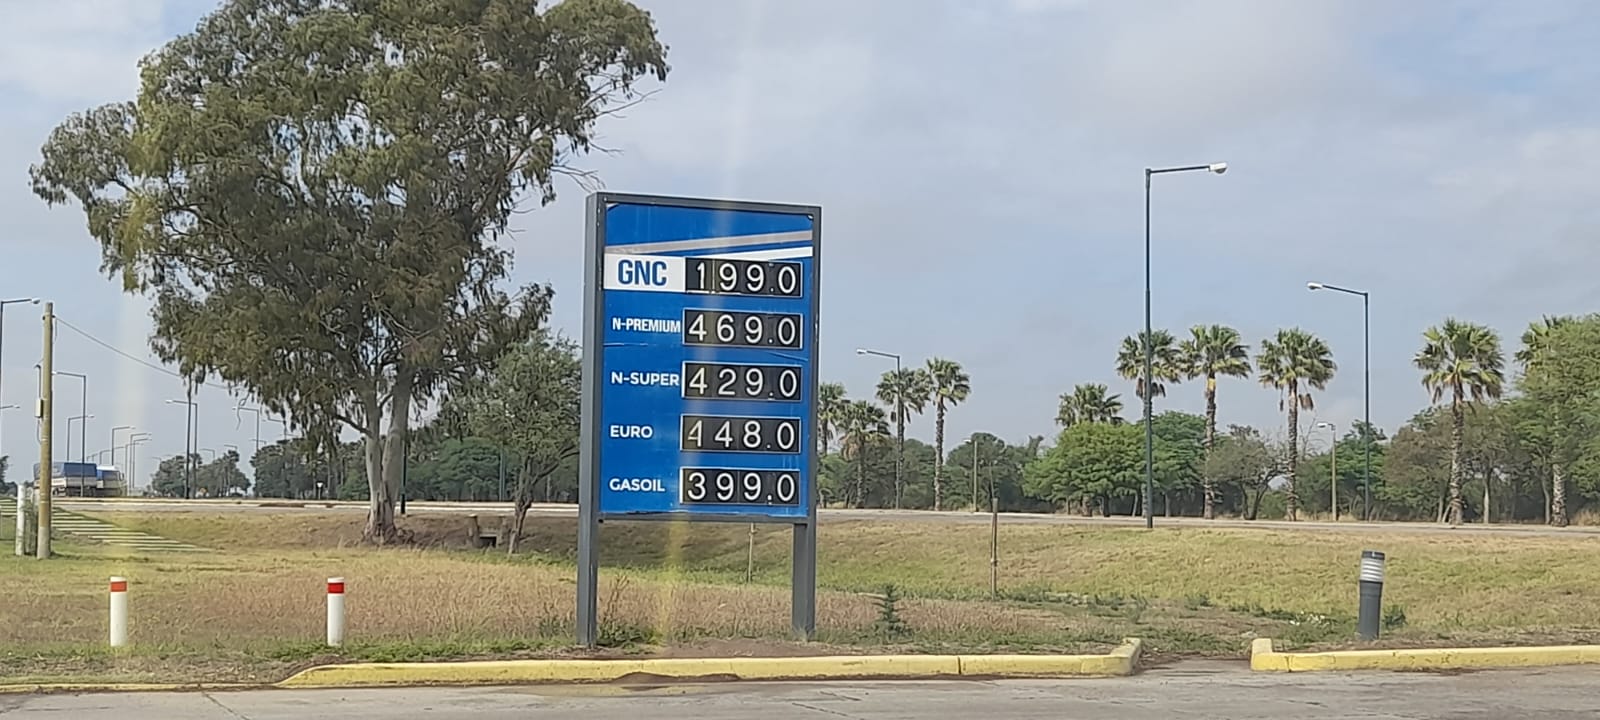 GNC 199.0
N-PREMIUM 469.0
N-SUPER 429.0
EURO 448.0
GASOIL 399.0